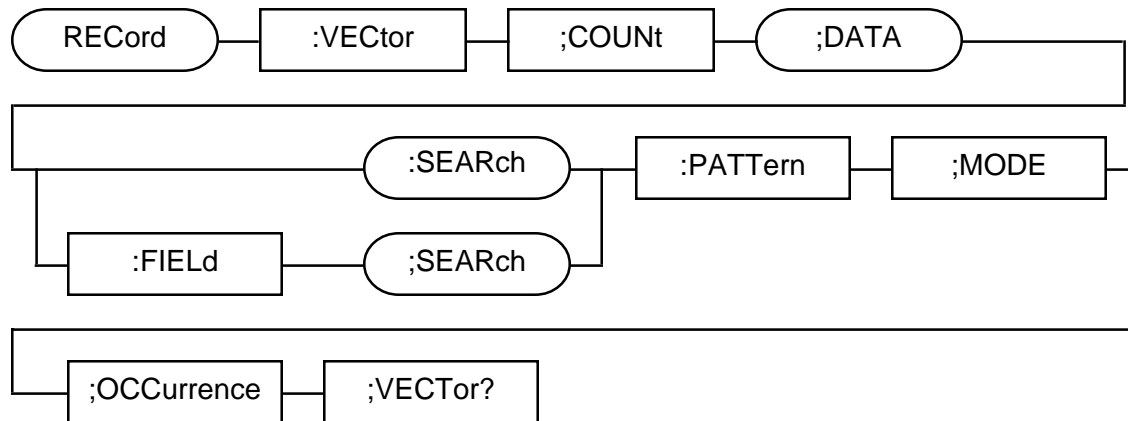 RECord :VECtor ;COUNt ;DATA
:SEARch :PATTern ;MODE
:FIELd ;SEARch
;OCCurrence ;VECTor?